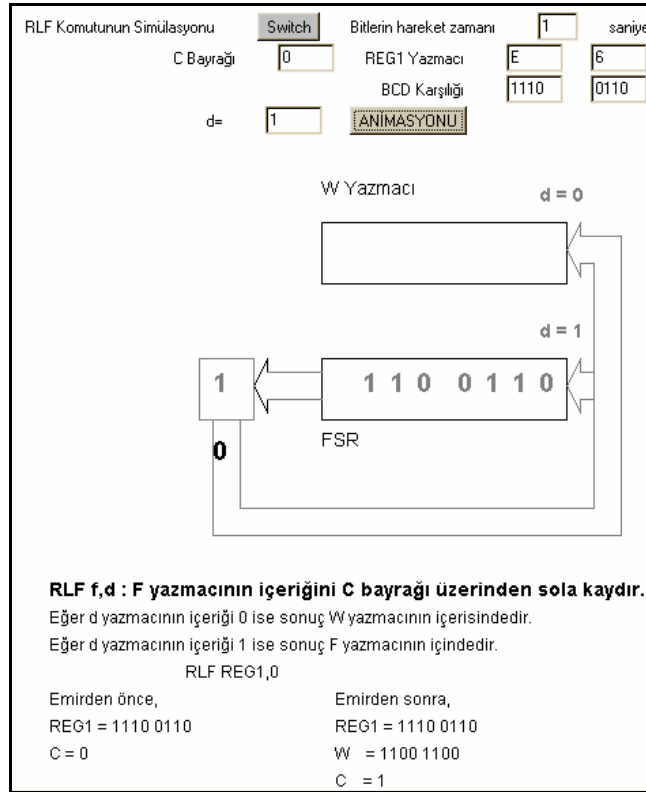 RLF Komutunun Simülasyonu Switch Bitlerin hareket zamanı 1 saniye
C Bayrağı 0 REG1 Yazmacı E 6
BCD Karşılığı 1110 0110
d= 1 ANİMASYONU
W Yazmacı d = 0
d = 1
1 1 1 0 0 1 1 0
FSR
0
RLF f,d : F yazmacının içeriğini C bayrağı üzerinden sola kaydır.
Eğer d yazmacının içeriği 0 ise sonuç W yazmacının içerisindedir.
Eğer d yazmacının içeriği 1 ise sonuç F yazmacının içindedir.
RLF REG1,0
Emirden önce, Emirden sonra,
REG1 = 1110 0110 REG1 = 1110 0110
C = 0 W = 1100 1100
C = 1